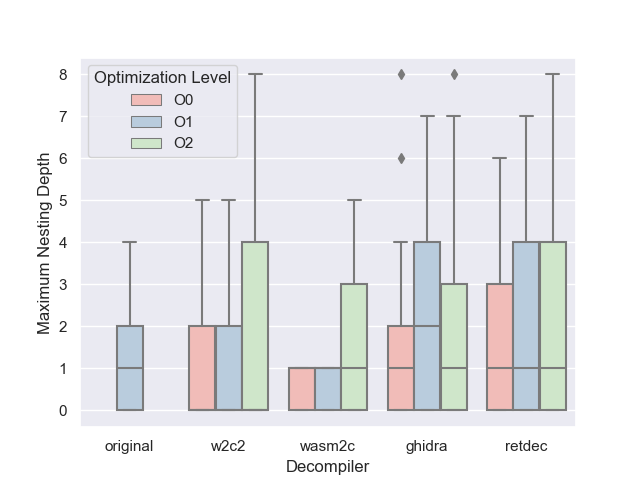 Optimization Level
O0
O1
O2
8
7
6
5
4
3
2
1
0
Maximum Nesting Depth
original w2c2 wasm2c ghidra retdec
Decompiler